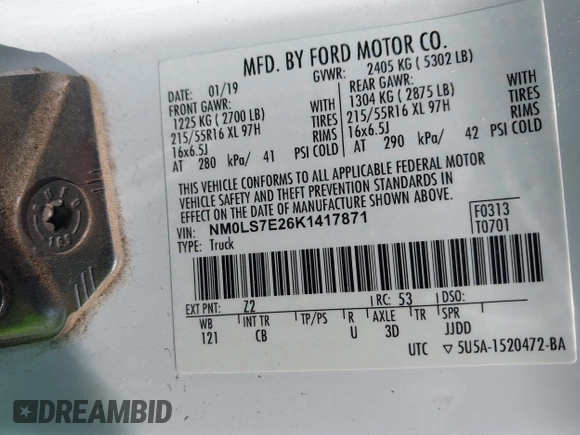 MFD. BY FORD MOTOR CO.
DATE: 01/19 GVWR: 2405 KG ( 5302 LB)
FRONT GAWR: REAR GAWR:
1225 KG ( 2700 LB) WITH 1304 KG ( 2875 LB) WITH
215/55R16 XL 97H TIRES 215/55R16 XL 97H TIRES
16x6.5J RIMS 16x6.5J RIMS
AT 280 kPa/ 41 PSI COLD AT 290 kPa/ 42 PSI COLD
THIS VEHICLE CONFORMS TO ALL APPLICABLE FEDERAL MOTOR
VEHICLE SAFETY AND THEFT PREVENTION STANDARDS IN
EFFECT ON THE DATE OF MANUFACTURE SHOWN ABOVE.
VIN: NM0LS7E26K1417871 F0313
TYPE: Truck T0701
EXT PNT: Z2 RC: 53 DSO:
WB INT TR TP/PS R AXLE TR SPR
121 CB U 3D JJDD
UTC ▽ 5U5A-1520472-BA
DREAMBID